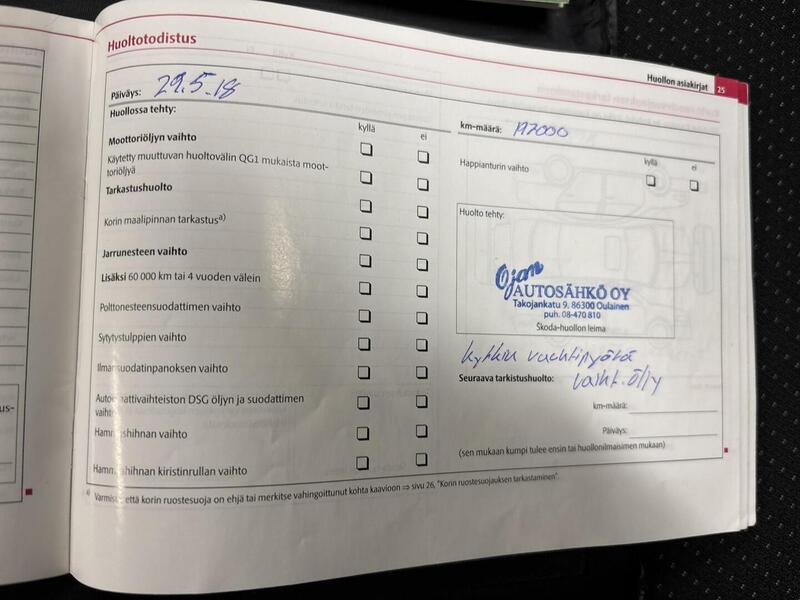 Huoltotodistus
Huollon asiakirjat 25
Päiväys: 29.5.18
Huollossa tehty:
kyllä ei
Moottoriöljyn vaihto
Käytetty muuttuvan huoltovälin QG1 mukaista moot-
toriöljyä
Tarkastushuolto
Korin maalipinnan tarkastus a)
Jarrunesteen vaihto
Lisäksi 60 000 km tai 4 vuoden välein
Polttonesteensuodattimen vaihto
Sytytystulppien vaihto
Ilmansuodatinpanoksen vaihto
Automaattivaihteiston DSG öljyn ja suodattimen
vaihto
Hammashihnan vaihto
Hammashihnan kiristinrullan vaihto
a) Varmista, että korin ruostesuoja on ehjä tai merkitse vahingoittunut kohta kaavioon ⇒ sivu 26, "Korin ruostesuojauksen tarkastaminen".
km-määrä: 197000
kyllä ei
Happianturin vaihto
Huolto tehty:
Ojan
AUTOSÄHKÖ OY
Takojankatu 9, 86300 Oulainen
puh. 08-470 810
Škoda-huollon leima
kytkin vauhtipyörä
Seuraava tarkistushuolto: vaiht.öljy
km-määrä:
Päiväys:
(sen mukaan kumpi tulee ensin tai huollonilmaisimen mukaan)